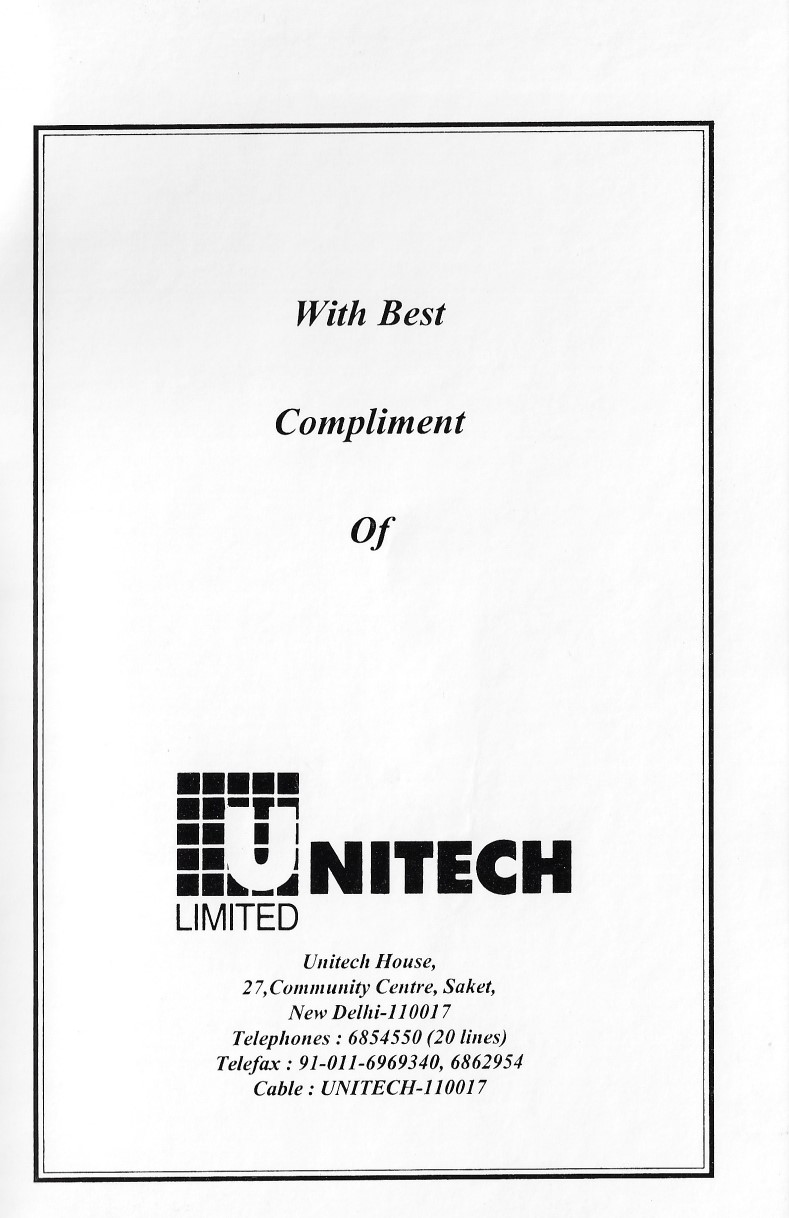 With Best
Compliment
Of
UNITECH
LIMITED
Unitech House,
27,Community Centre, Saket,
New Delhi-110017
Telephones : 6854550 (20 lines)
Telefax : 91-011-6969340, 6862954
Cable : UNITECH-110017